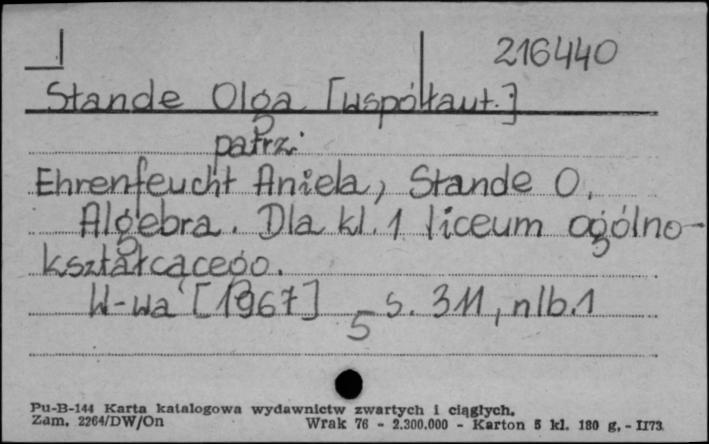 216440
Stande Olga [współaut.]
patrz:
Ehrenfeucht Aniela, Stande O.
Algebra. Dla kl. 1 liceum ogólno-
kształcącego.
W-wa [1967] s. 311, nlb. 1
5
Pu-B-144 Karta katalogowa wydawnictw zwartych i ciągłych.
Zam. 2264/DW/On Wrak 76 - 2.300.000 - Karton 5 kl. 180 g. - II73